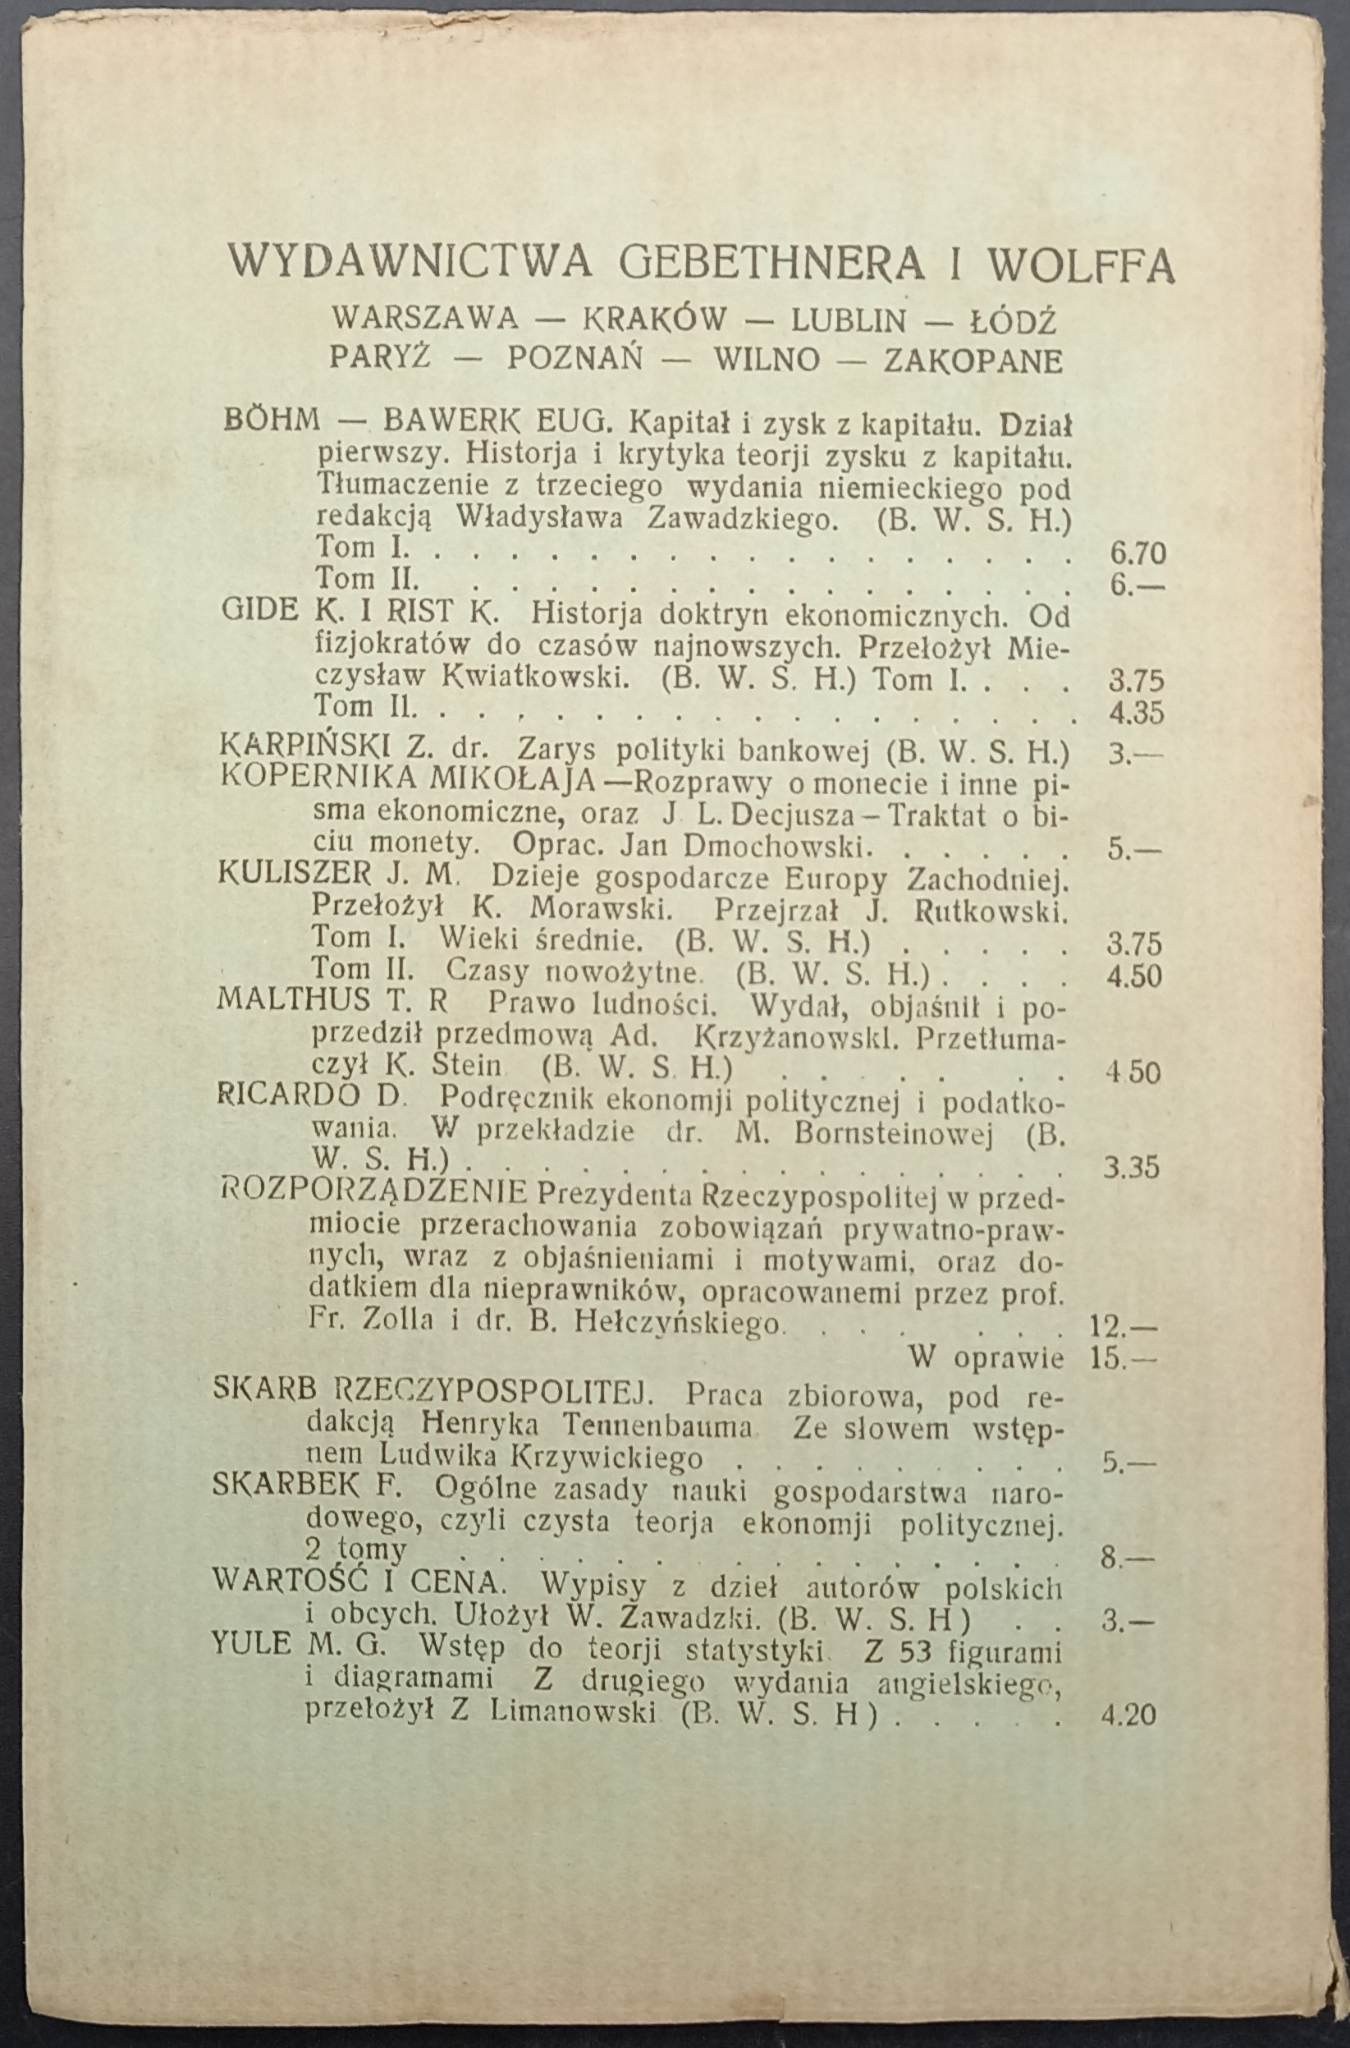 WYDAWNICTWA GEBETHNERA I WOLFFA
WARSZAWA — KRAKÓW — LUBLIN — ŁÓDŹ
PARYŻ — POZNAŃ — WILNO — ZAKOPANE
BÖHM — BAWERK EUG. Kapitał i zysk z kapitału. Dział
pierwszy. Historja i krytyka teorji zysku z kapitału.
Tłumaczenie z trzeciego wydania niemieckiego pod
redakcją Władysława Zawadzkiego. (B. W. S. H.)
Tom I. . . . . . . . . . . . . . . . . . 6.70
Tom II. . . . . . . . . . . . . . . . . 6.—
GIDE K. I RIST K. Historja doktryn ekonomicznych. Od
fizjokratów do czasów najnowszych. Przełożył Mie-
czysław Kwiatkowski. (B. W. S. H.) Tom I. . . . 3.75
Tom II. . . . . . . . . . . . . . . . . . 4.35
KARPIŃSKI Z. dr. Zarys polityki bankowej (B. W. S. H.) 3.—
KOPERNIKA MIKOŁAJA — Rozprawy o monecie i inne pi-
sma ekonomiczne, oraz J. L. Decjusza – Traktat o bi-
ciu monety. Oprac. Jan Dmochowski. . . . . . 5.—
KULISZER J. M. Dzieje gospodarcze Europy Zachodniej.
Przełożył K. Morawski. Przejrzał J. Rutkowski.
Tom I. Wieki średnie. (B. W. S. H.) . . . . . 3.75
Tom II. Czasy nowożytne. (B. W. S. H.) . . . . 4.50
MALTHUS T. R Prawo ludności. Wydał, objaśnił i po-
przedził przedmową Ad. Krzyżanowskl. Przetłuma-
czył K. Stein (B. W. S. H.) . . . . . . . 4 50
RICARDO D. Podręcznik ekonomji politycznej i podatko-
wania. W przekładzie dr. M. Bornsteinowej (B.
W. S. H.) . . . . . . . . . . . . . . . . 3.35
ROZPORZĄDZENIE Prezydenta Rzeczypospolitej w przed-
miocie przerachowania zobowiązań prywatno-praw-
nych, wraz z objaśnieniami i motywami, oraz do-
datkiem dla nieprawników, opracowanemi przez prof.
Fr. Zolla i dr. B. Hełczyńskiego. . . . . . . 12.—
W oprawie 15.—
SKARB RZECZYPOSPOLITEJ. Praca zbiorowa, pod re-
dakcją Henryka Tennenbauma Ze słowem wstęp-
nem Ludwika Krzywickiego . . . . . . . . . 5.—
SKARBEK F. Ogólne zasady nauki gospodarstwa naro-
dowego, czyli czysta teorja ekonomji politycznej.
2 tomy . . . . . . . . . . . . . . . 8.—
WARTOŚĆ I CENA. Wypisy z dzieł autorów polskich
i obcych. Ułożył W. Zawadzki. (B. W. S. H ) . . 3.—
YULE M. G. Wstęp do teorji statystyki. Z 53 figurami
i diagramami Z drugiego wydania angielskiego,
przełożył Z Limanowski (B. W. S. H ) . . . . . 4.20